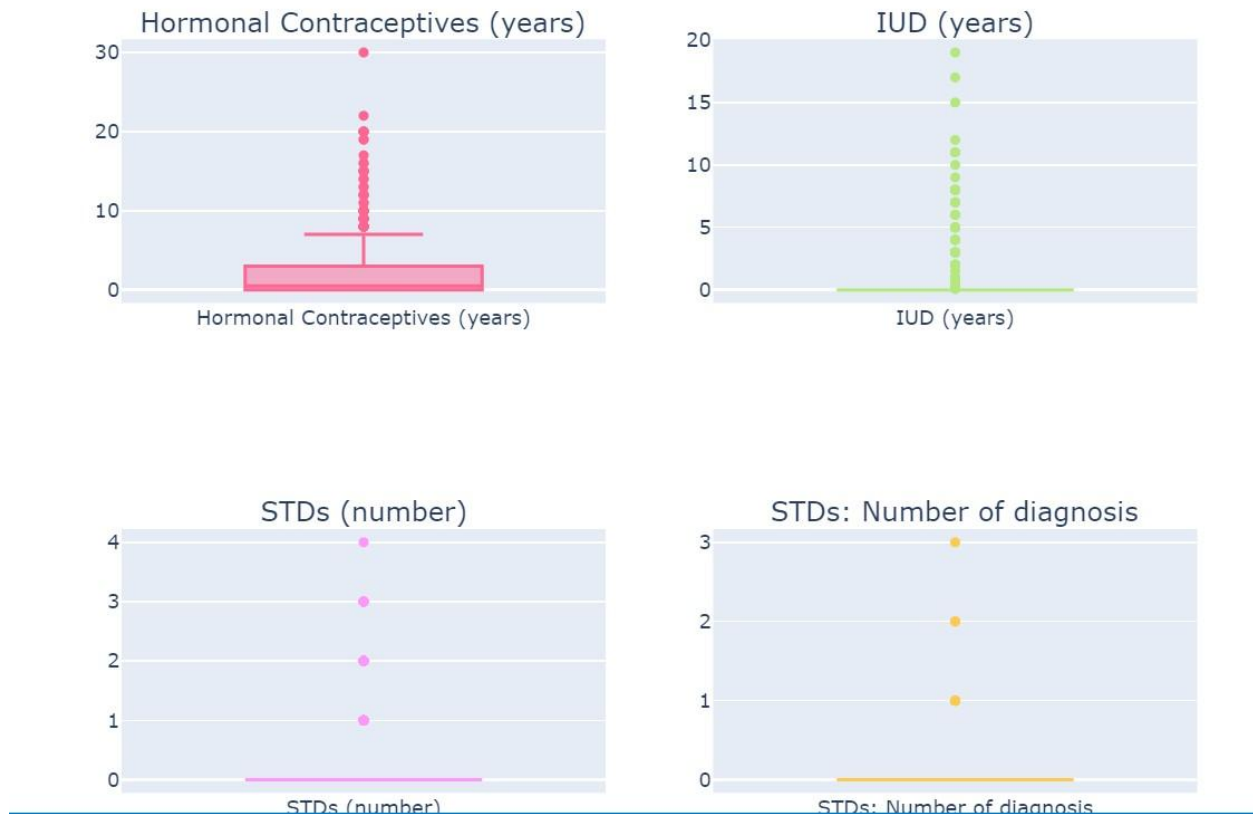 Hormonal Contraceptives (years)
30
20
10
0
Hormonal Contraceptives (years)
IUD (years)
20
15
10
5
0
IUD (years)
STDs (number)
4
3
2
1
0
STDs (number)
STDs: Number of diagnosis
3
2
1
0
STDs: Number of diagnosis